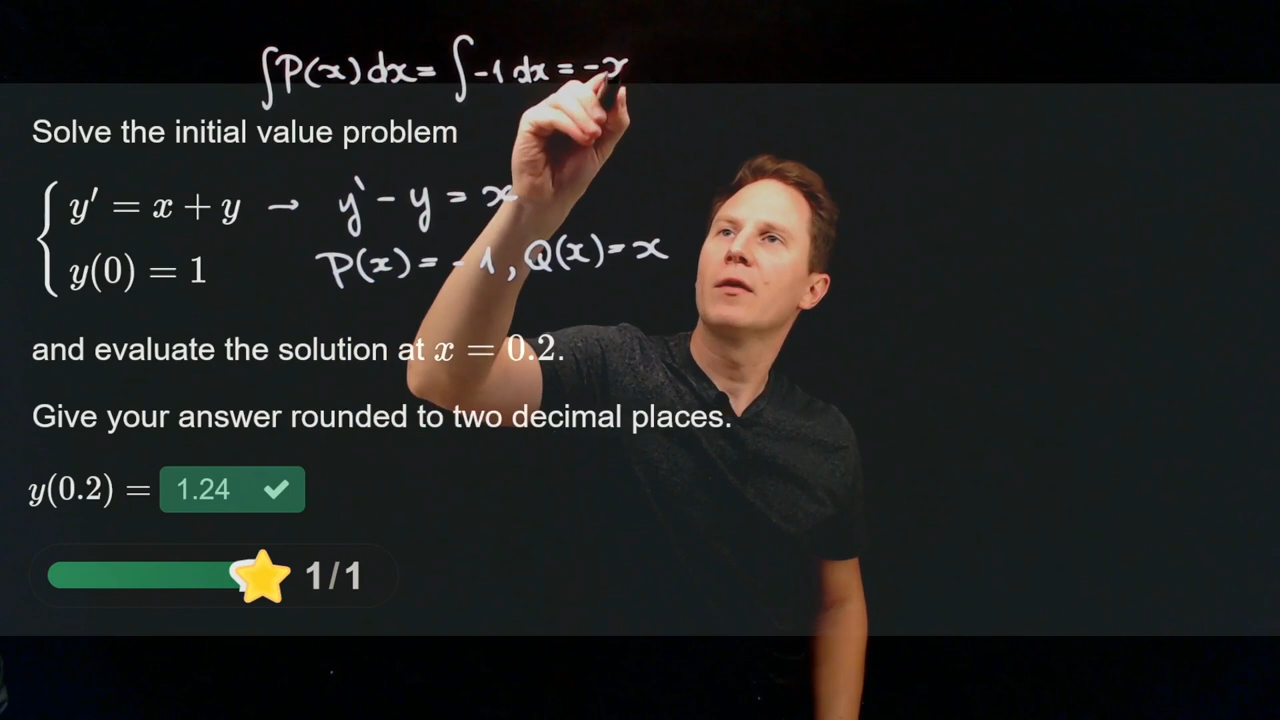 ∫P(x)dx = ∫-1 dx = -x
Solve the initial value problem
y′ = x + y → y' - y = x
y(0) = 1 P(x) = -1, Q(x) = x
and evaluate the solution at x = 0.2.
Give your answer rounded to two decimal places.
y(0.2) = 1.24 ✔
1/1